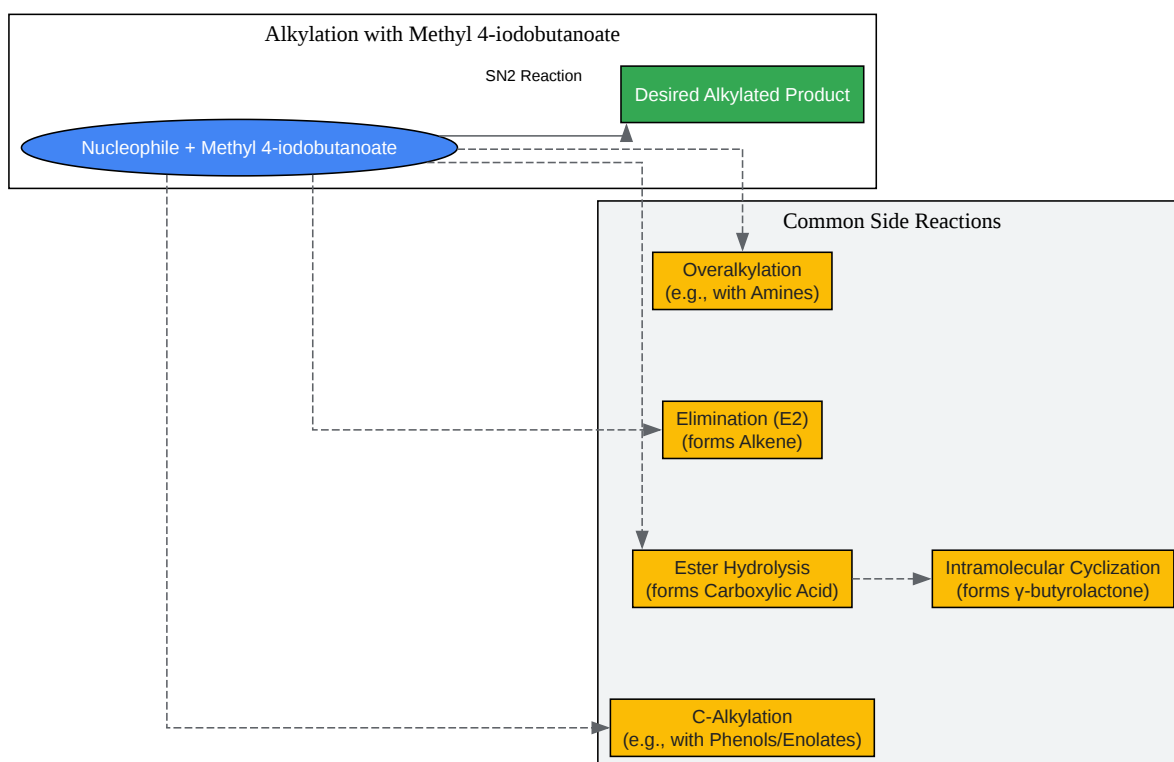 Alkylation with Methyl 4-iodobutanoate
SN2 Reaction
Desired Alkylated Product
Nucleophile + Methyl 4-iodobutanoate
Common Side Reactions
Overalkylation
(e.g., with Amines)
Elimination (E2)
(forms Alkene)
Ester Hydrolysis
(forms Carboxylic Acid)
Intramolecular Cyclization
(forms γ-butyrolactone)
C-Alkylation
(e.g., with Phenols/Enolates)